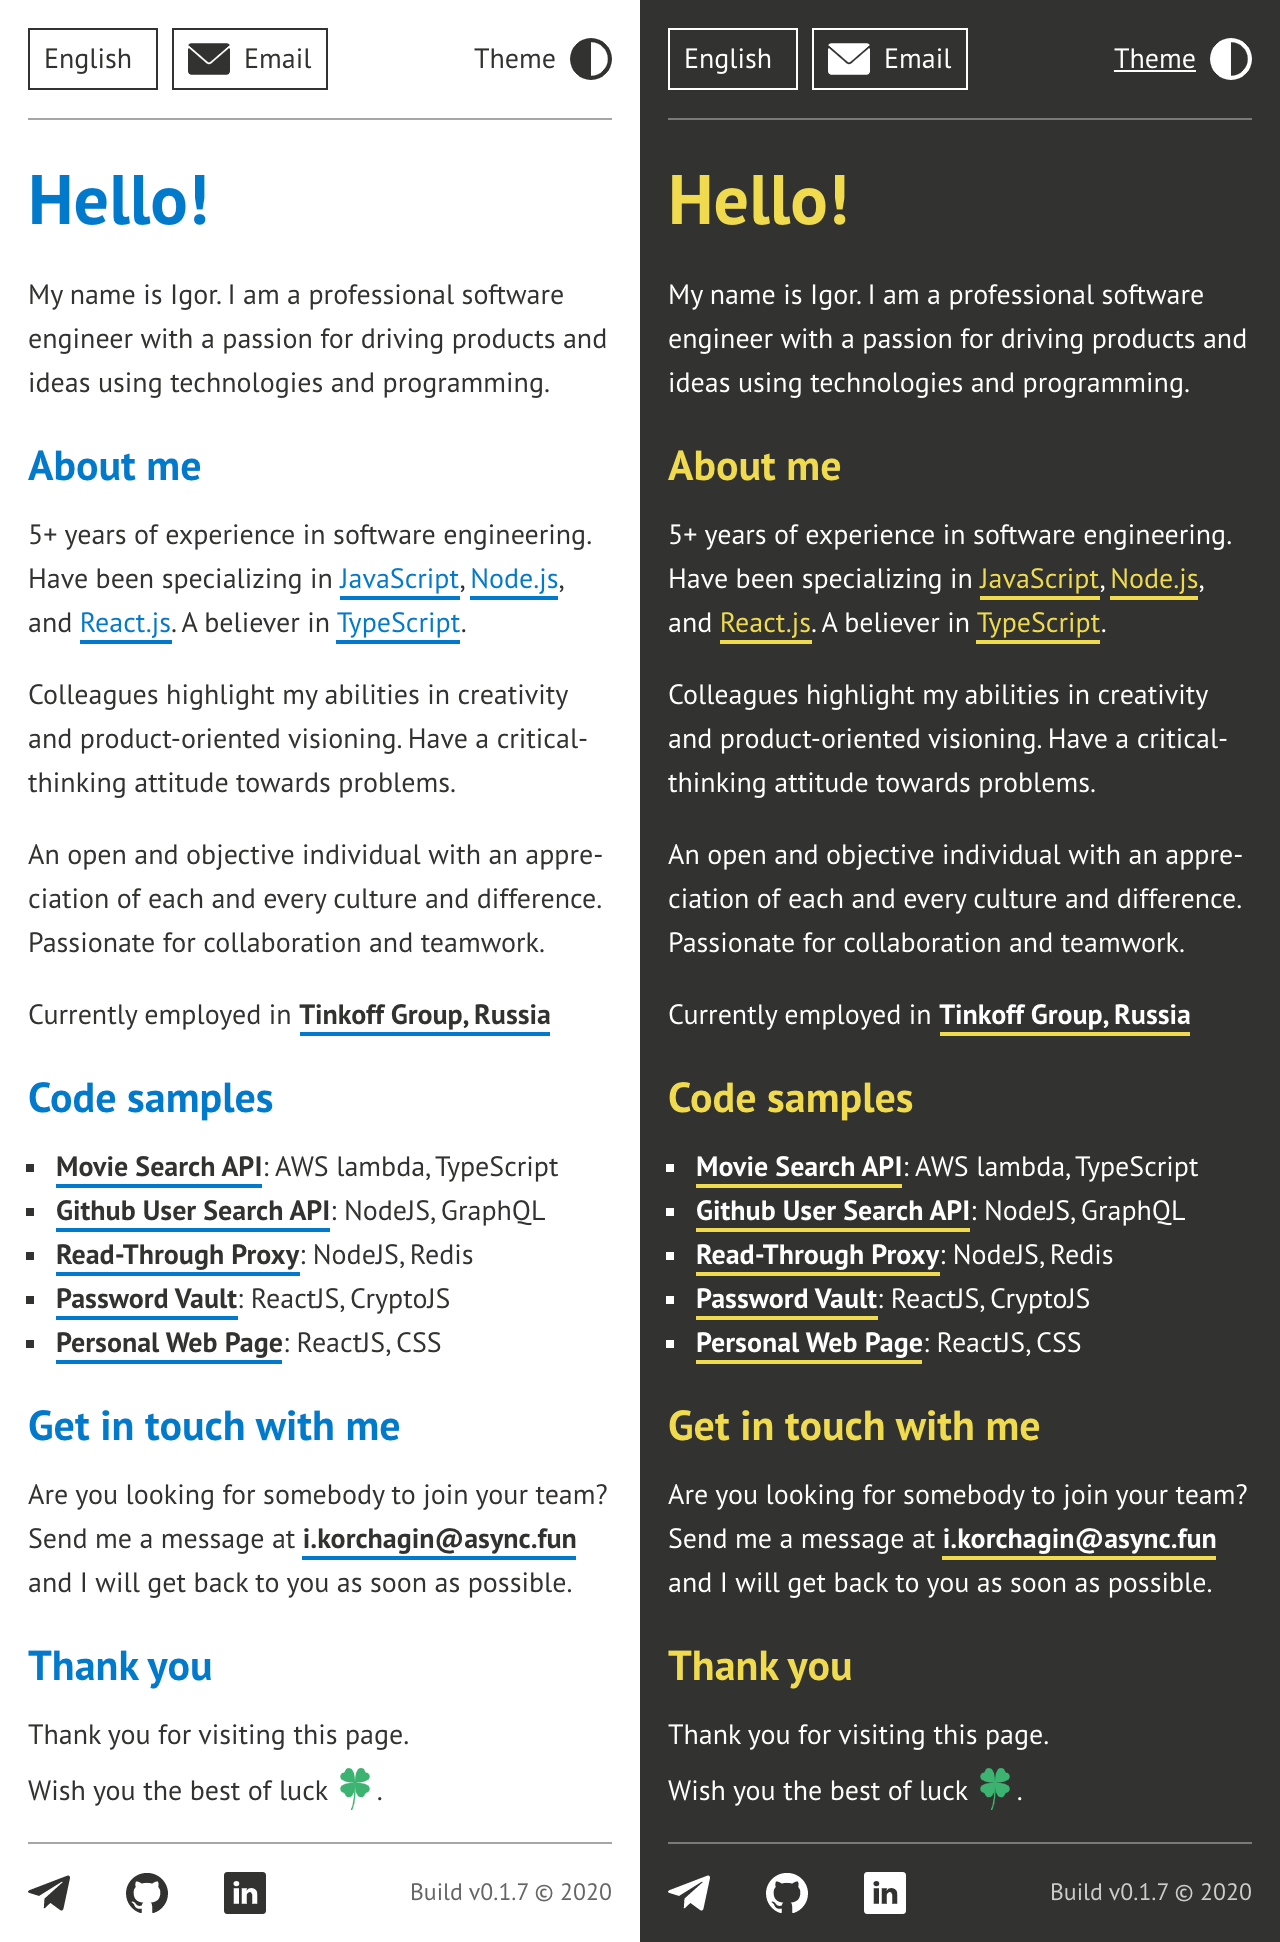 English
Email
Theme
Hello!
My name is Igor. I am a professional software
engineer with a passion for driving products and
ideas using technologies and programming.
About me
5+ years of experience in software engineering.
Have been specializing in JavaScript, Node.js,
and React.js. A believer in TypeScript.
Colleagues highlight my abilities in creativity
and product-oriented visioning. Have a critical-
thinking attitude towards problems.
An open and objective individual with an appre-
ciation of each and every culture and difference.
Passionate for collaboration and teamwork.
Currently employed in Tinkoff Group, Russia
Code samples
▪ Movie Search API: AWS lambda, TypeScript
▪ Github User Search API: NodeJS, GraphQL
▪ Read-Through Proxy: NodeJS, Redis
▪ Password Vault: ReactJS, CryptoJS
▪ Personal Web Page: ReactJS, CSS
Get in touch with me
Are you looking for somebody to join your team?
Send me a message at i.korchagin@async.fun
and I will get back to you as soon as possible.
Thank you
Thank you for visiting this page.
Wish you the best of luck 🍀.
in
Build v0.1.7 © 2020
English
Email
Theme
Hello!
My name is Igor. I am a professional software
engineer with a passion for driving products and
ideas using technologies and programming.
About me
5+ years of experience in software engineering.
Have been specializing in JavaScript, Node.js,
and React.js. A believer in TypeScript.
Colleagues highlight my abilities in creativity
and product-oriented visioning. Have a critical-
thinking attitude towards problems.
An open and objective individual with an appre-
ciation of each and every culture and difference.
Passionate for collaboration and teamwork.
Currently employed in Tinkoff Group, Russia
Code samples
▪ Movie Search API: AWS lambda, TypeScript
▪ Github User Search API: NodeJS, GraphQL
▪ Read-Through Proxy: NodeJS, Redis
▪ Password Vault: ReactJS, CryptoJS
▪ Personal Web Page: ReactJS, CSS
Get in touch with me
Are you looking for somebody to join your team?
Send me a message at i.korchagin@async.fun
and I will get back to you as soon as possible.
Thank you
Thank you for visiting this page.
Wish you the best of luck 🍀.
in
Build v0.1.7 © 2020